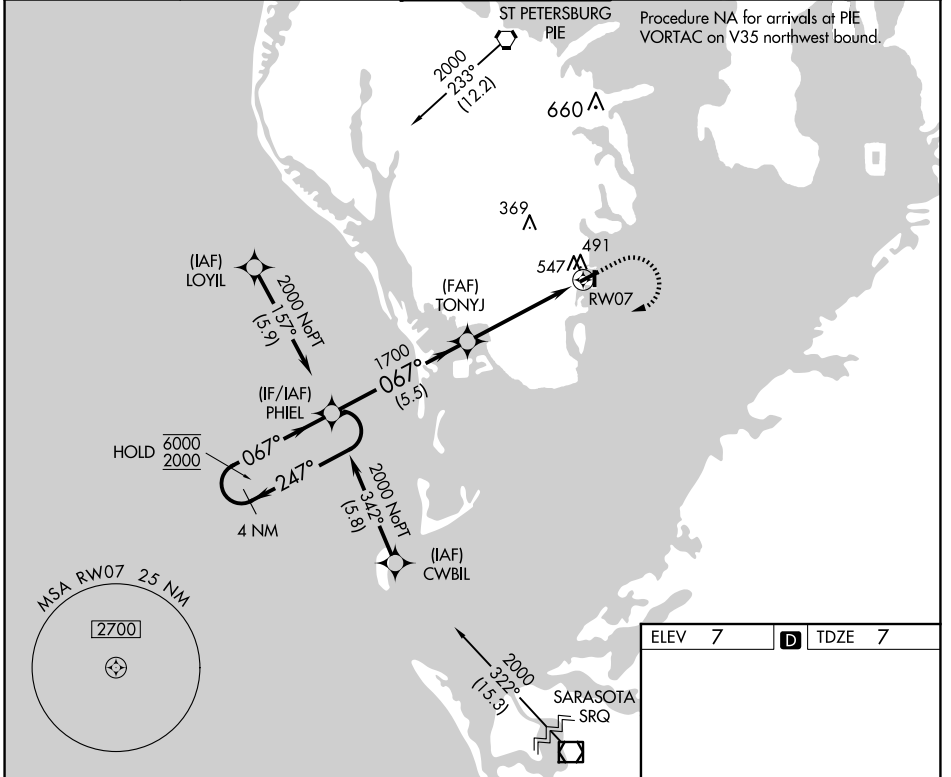 ST PETERSBURG
PIE
Procedure NA for arrivals at PIE
VORTAC on V35 northwest bound.
2000
233°
(12.2)
660
369
491
547
RW07
(IAF)
LOYIL
2000 NoPT
157°
(5.9)
(FAF)
TONYJ
1700
067°
(5.5)
(IF/IAF)
PHIEL
HOLD 6000
2000
067°
247°
4 NM
2000 NoPT
342°
(5.8)
(IAF)
CWBIL
MSA RW07 25 NM
2700
2000
322°
(15.3)
SARASOTA
SRQ
ELEV 7 D TDZE 7